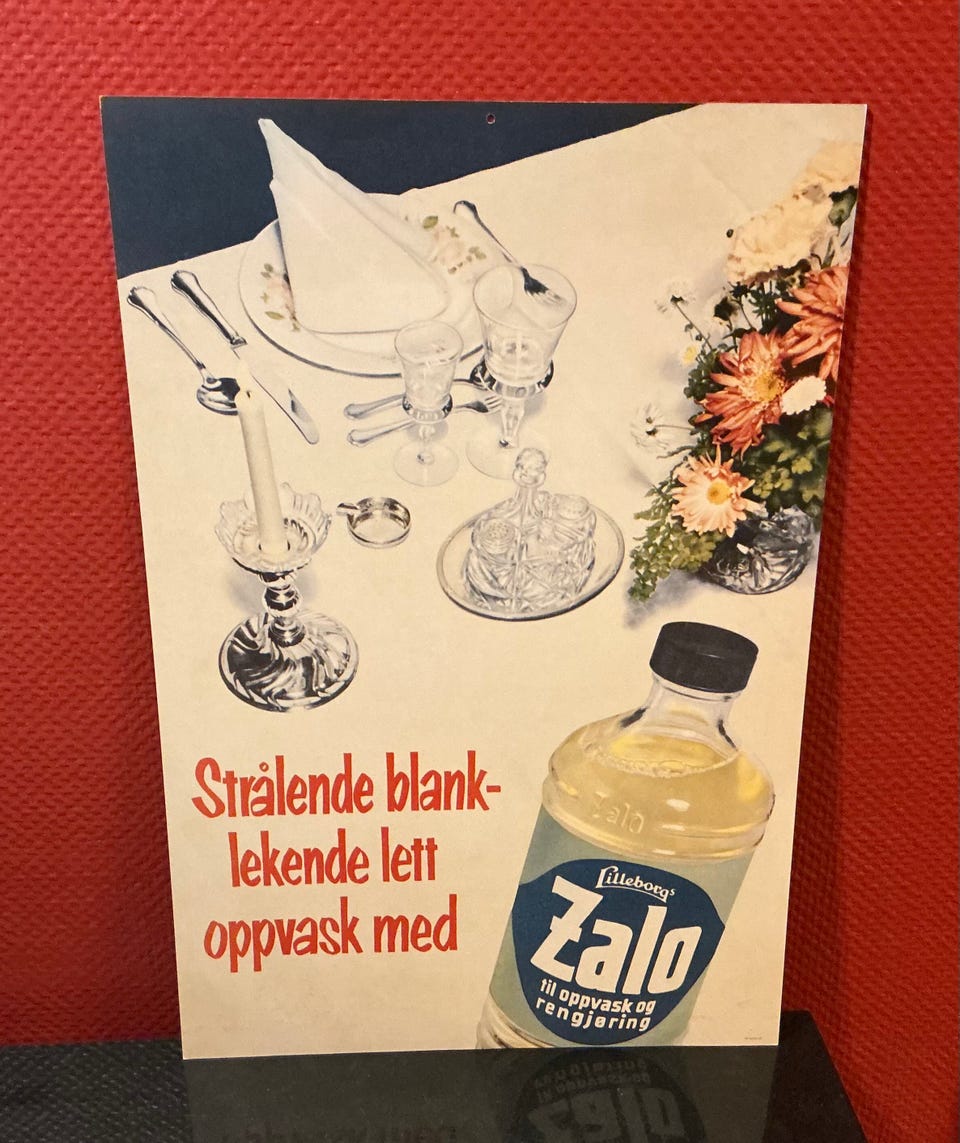 Strålende blank-
lekende lett
oppvask med
Zalo
Lilleborgs
Zalo
til oppvask og
rengjøring